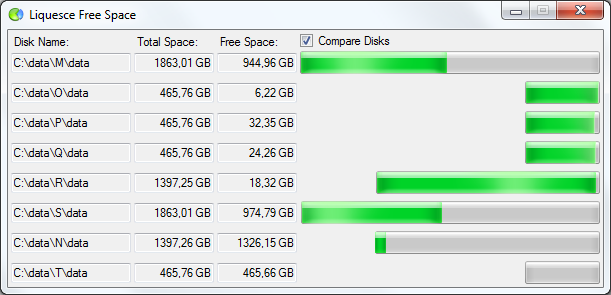 Liquesce Free Space
Disk Name: Total Space: Free Space: Compare Disks
C:\data\M\data 1863,01 GB 944,96 GB
C:\data\O\data 465,76 GB 6,22 GB
C:\data\P\data 465,76 GB 32,35 GB
C:\data\Q\data 465,76 GB 24,26 GB
C:\data\R\data 1397,25 GB 18,32 GB
C:\data\S\data 1863,01 GB 974,79 GB
C:\data\N\data 1397,26 GB 1326,15 GB
C:\data\T\data 465,76 GB 465,66 GB